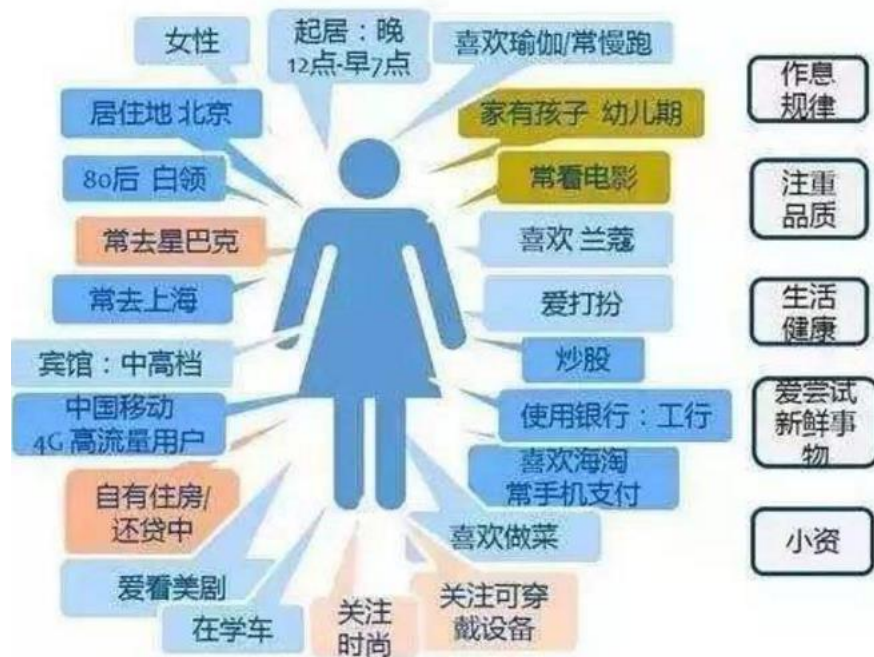 女性
起居：晚
12点-早7点
喜欢瑜伽/常慢跑
居住地 北京
家有孩子 幼儿期
80后 白领
常看电影
常去星巴克
喜欢 兰蔻
常去上海
爱打扮
宾馆：中高档
炒股
中国移动
4G 高流量用户
使用银行：工行
喜欢海淘
常手机支付
自有住房/
还贷中
喜欢做菜
爱看美剧
在学车
关注
时尚
关注可穿
戴设备
作息
规律
注重
品质
生活
健康
爱尝试
新鲜事
物
小资